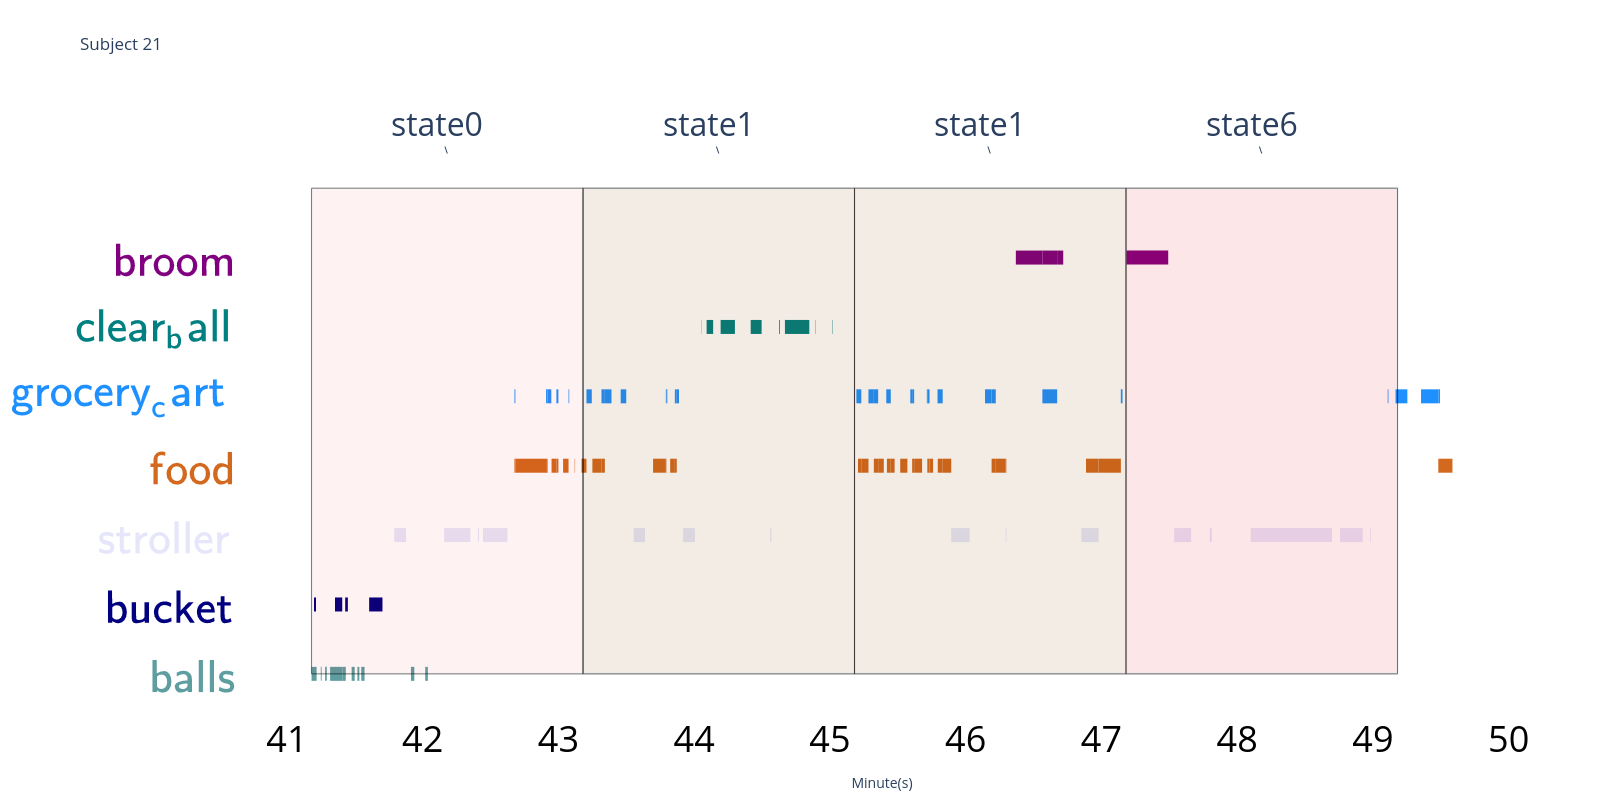 Subject 21
state0 state1 state1 state6
broom
clear_ball
grocery_cart
food
stroller
bucket
balls
41 42 43 44 45 46 47 48 49 50
Minute(s)